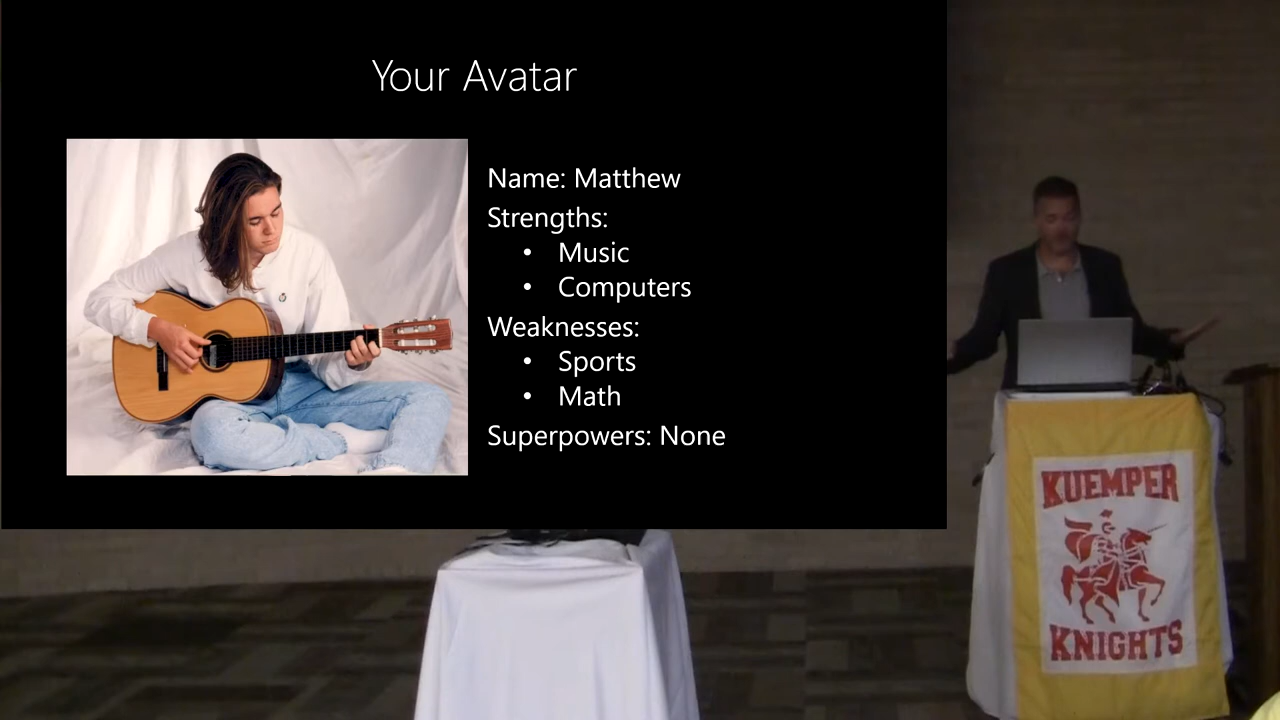 Your Avatar
Name: Matthew
Strengths:
• Music
• Computers
Weaknesses:
• Sports
• Math
Superpowers: None
KUEMPER
KNIGHTS